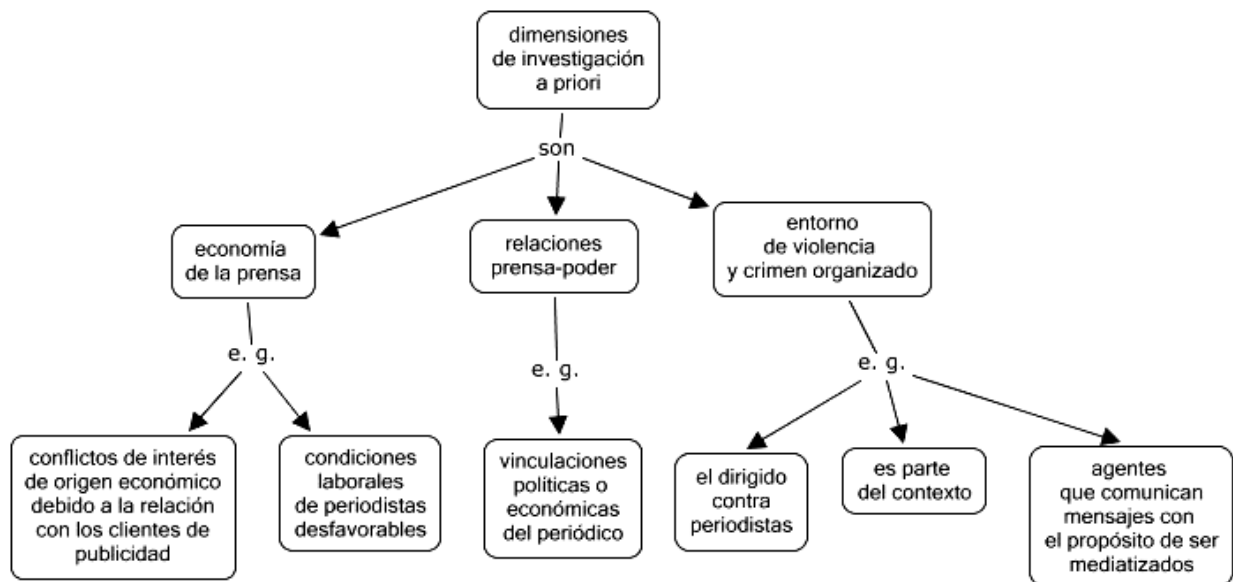 dimensiones
de investigación
a priori
son
economía
de la prensa
relaciones
prensa-poder
entorno
de violencia
y crimen organizado
e. g.
e. g.
e. g.
conflictos de interés
de origen económico
debido a la relación
con los clientes de
publicidad
condiciones
laborales
de periodistas
desfavorables
vinculaciones
políticas o
económicas
del periódico
el dirigido
contra
periodistas
es parte
del contexto
agentes
que comunican
mensajes con
el propósito de ser
mediatizados